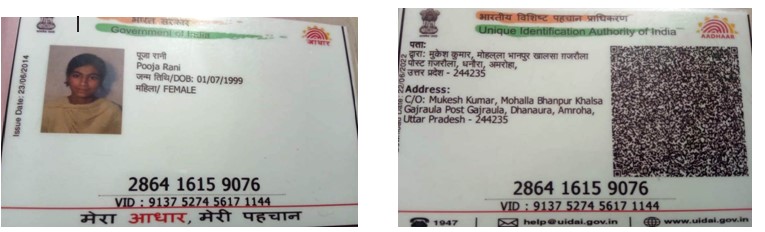 भारत सरकार
Government of India
आधार
Issue Date: 23/06/2014
पूजा रानी
Pooja Rani
जन्म तिथि/DOB: 01/07/1999
महिला/ FEMALE
2864 1615 9076
VID : 9137 5274 5617 1144
मेरा आधार, मेरी पहचान
भारतीय विशिष्ट पहचान प्राधिकरण
Unique Identification Authority of India
AADHAAR
पता:
द्वारा: मुकेश कुमार, मोहल्ला भानपुर खालसा गजरौला
पोस्ट गजरौला, धनौरा, अमरोहा,
उत्तर प्रदेश - 244235
Address:
C/O: Mukesh Kumar, Mohalla Bhanpur Khalsa
Gajraula Post Gajraula, Dhanaura, Amroha,
Uttar Pradesh - 244235
2864 1615 9076
VID : 9137 5274 5617 1144
1947
help@uidai.gov.in
www.uidai.gov.in